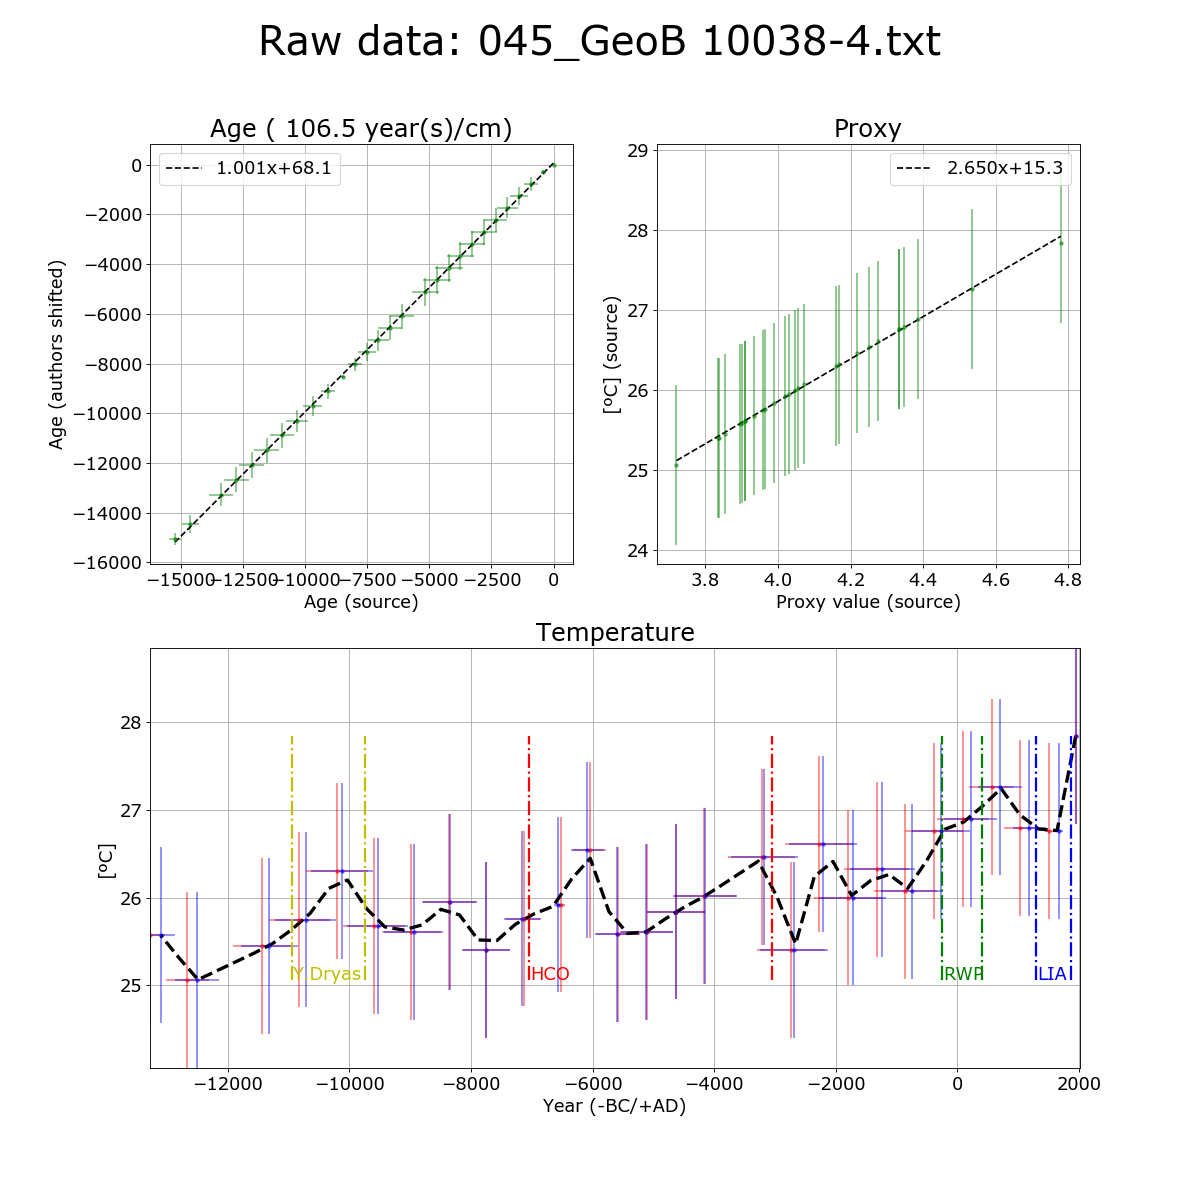 Raw data: 045_GeoB 10038-4.txt
Age ( 106.5 year(s)/cm)
1.001x+68.1
0
−2000
−4000
−6000
−8000
−10000
−12000
−14000
−16000
Age (authors shifted)
−15000 −12500 −10000 −7500 −5000 −2500 0
Age (source)
Proxy
2.650x+15.3
29
28
27
26
25
24
[ºC] (source)
3.8 4.0 4.2 4.4 4.6 4.8
Proxy value (source)
Temperature
28
27
26
25
[ºC]
Y Dryas HCO RWP LIA
−12000 −10000 −8000 −6000 −4000 −2000 0 2000
Year (-BC/+AD)